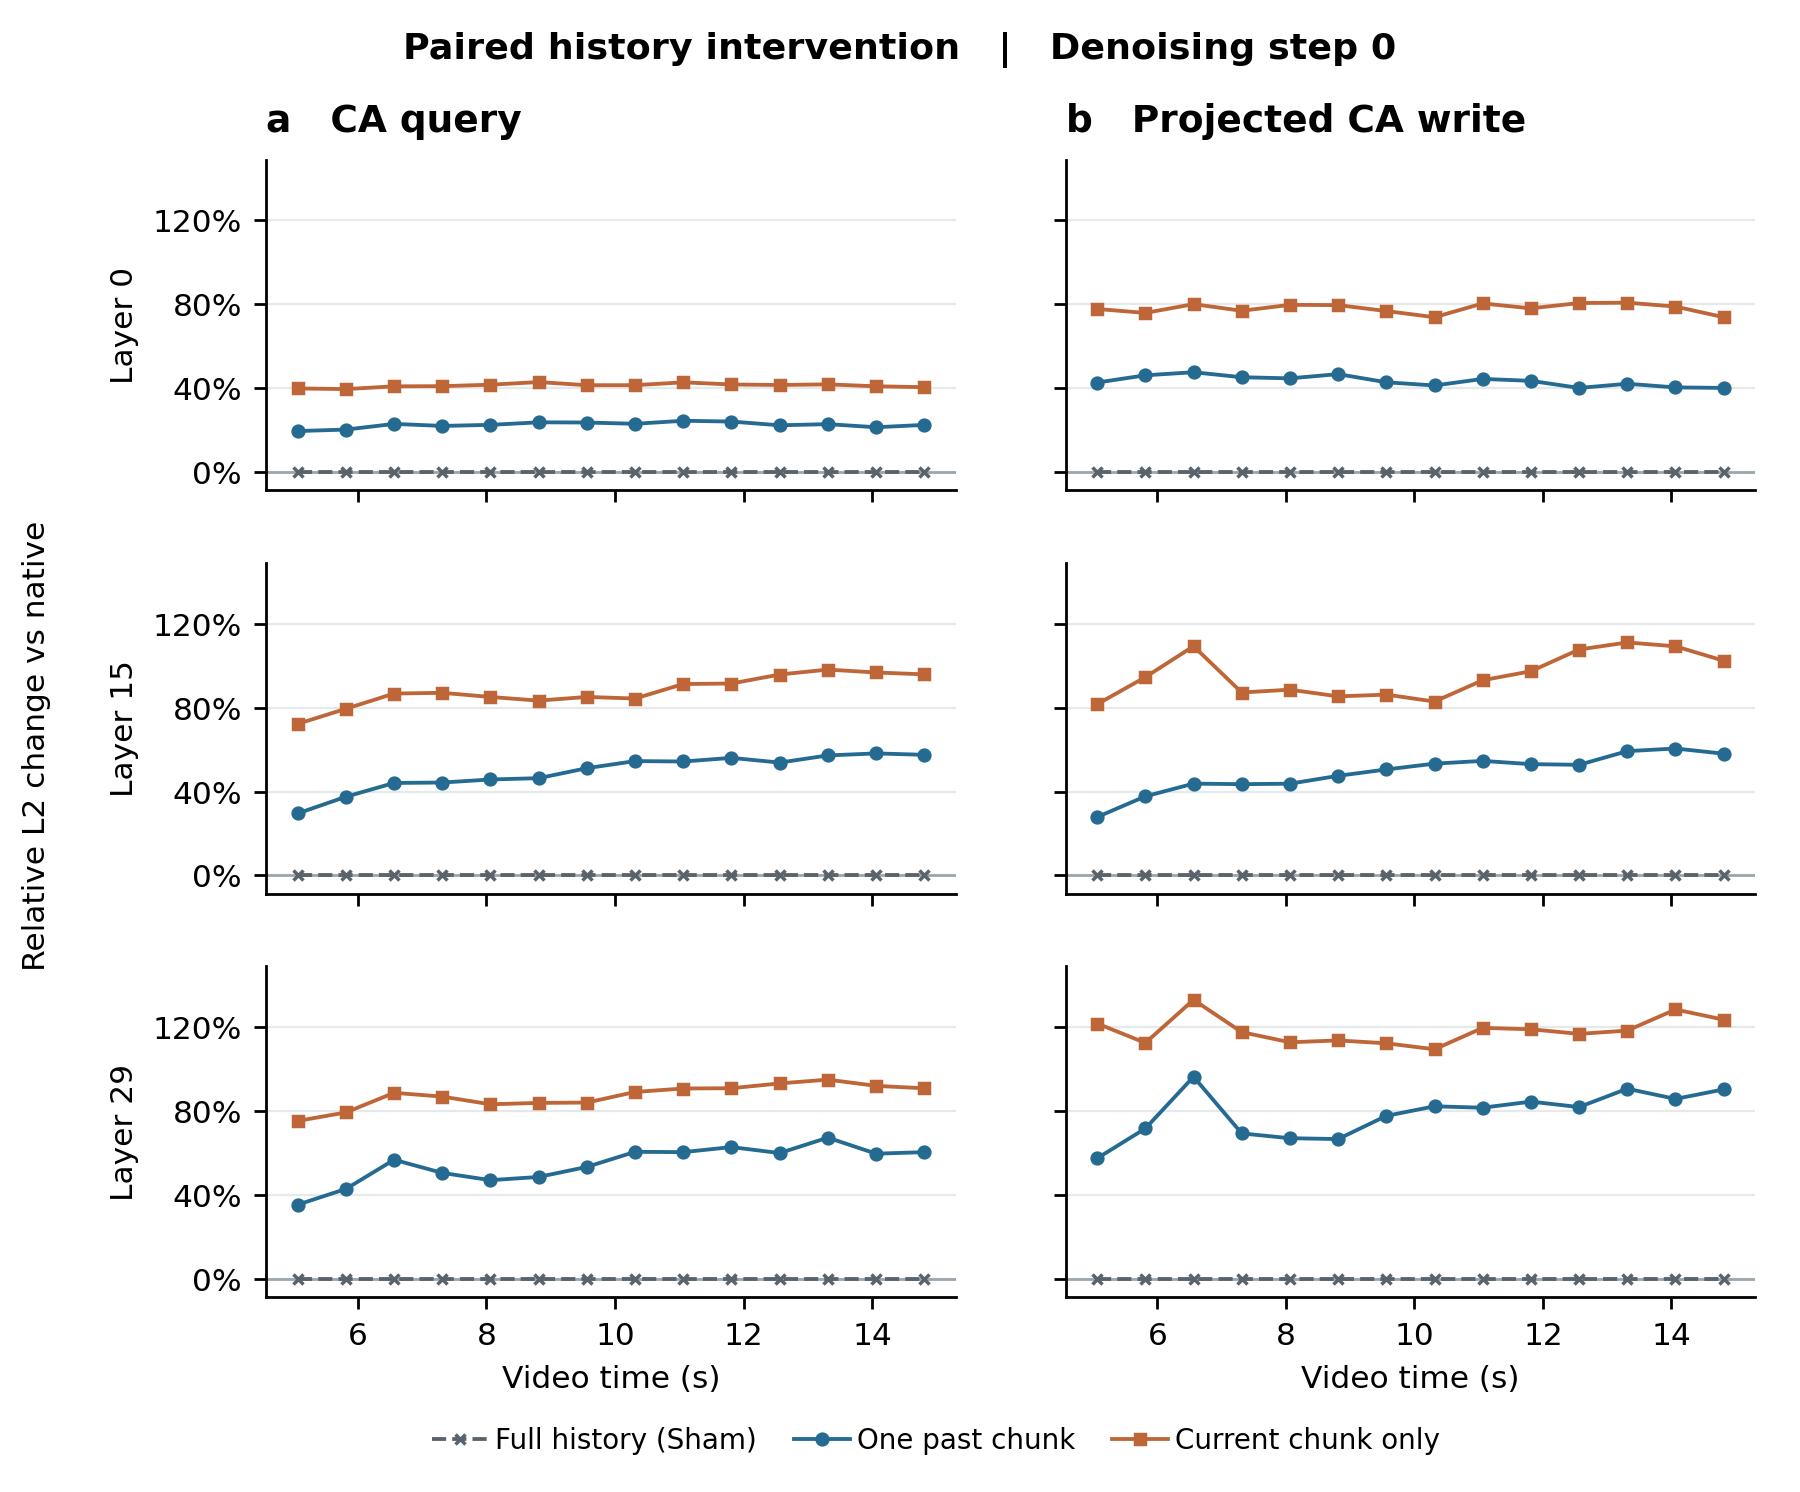 Paired history intervention | Denoising step 0
a CA query
b Projected CA write
Relative L2 change vs native
Layer 0
120%
80%
40%
0%
Layer 15
120%
80%
40%
0%
Layer 29
120%
80%
40%
0%
6 8 10 12 14
6 8 10 12 14
Video time (s)
Video time (s)
Full history (Sham) One past chunk Current chunk only